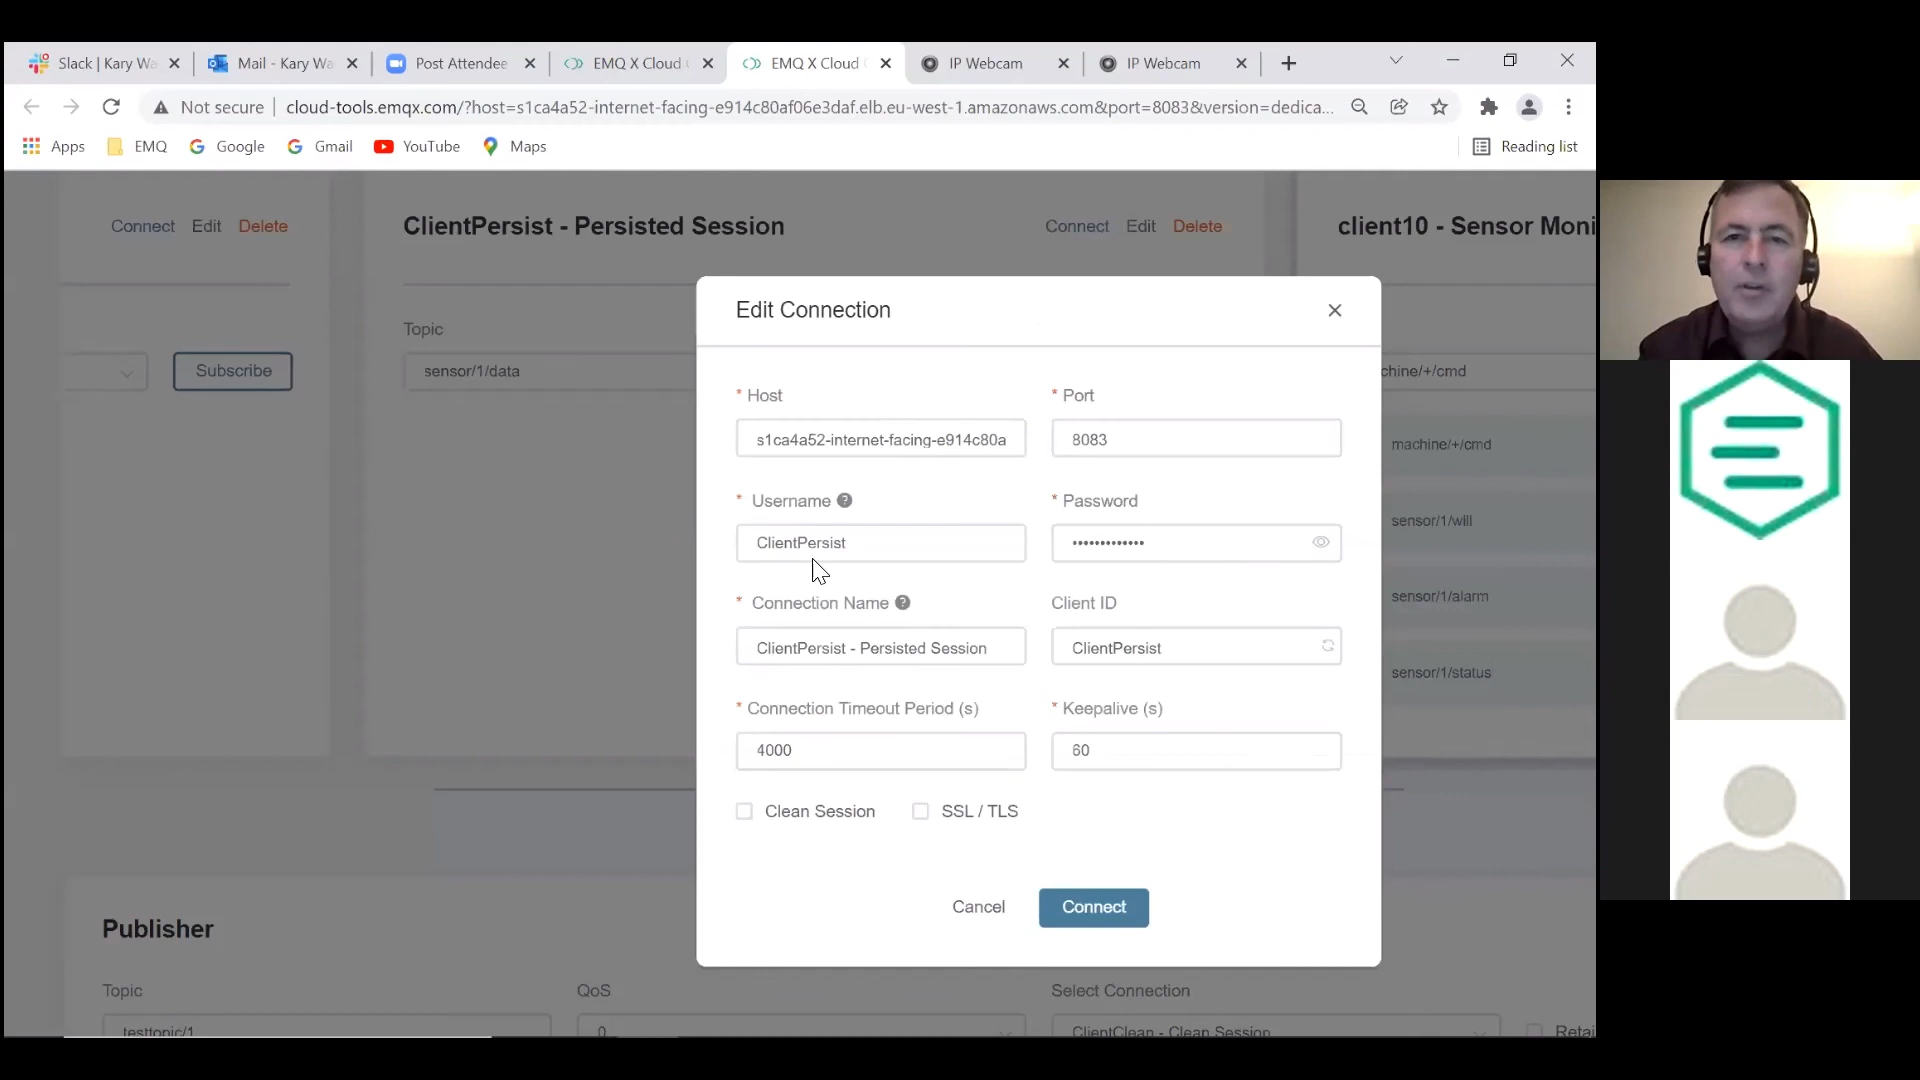 Slack | Kary Wa
Mail - Kary Wa
Post Attendee
EMQ X Cloud
EMQ X Cloud
IP Webcam
IP Webcam
Not secure
cloud-tools.emqx.com/?host=s1ca4a52-internet-facing-e914c80af06e3daf.elb.eu-west-1.amazonaws.com&port=8083&version=dedica...
Apps
EMQ
Google
Gmail
YouTube
Maps
Reading list
Connect Edit Delete
ClientPersist - Persisted Session
Connect Edit Delete
client10 - Sensor Moni
Edit Connection
Topic
Subscribe
sensor/1/data
chine/+/cmd
* Host
* Port
s1ca4a52-internet-facing-e914c80a
8083
machine/+/cmd
* Username ?
* Password
sensor/1/will
ClientPersist
•••••••••••••
* Connection Name ?
Client ID
sensor/1/alarm
ClientPersist - Persisted Session
ClientPersist
sensor/1/status
* Connection Timeout Period (s)
* Keepalive (s)
4000
60
Clean Session
SSL / TLS
Cancel
Connect
Publisher
Topic
QoS
Select Connection
testtopic/1
0
ClientClean - Clean Session
Retai